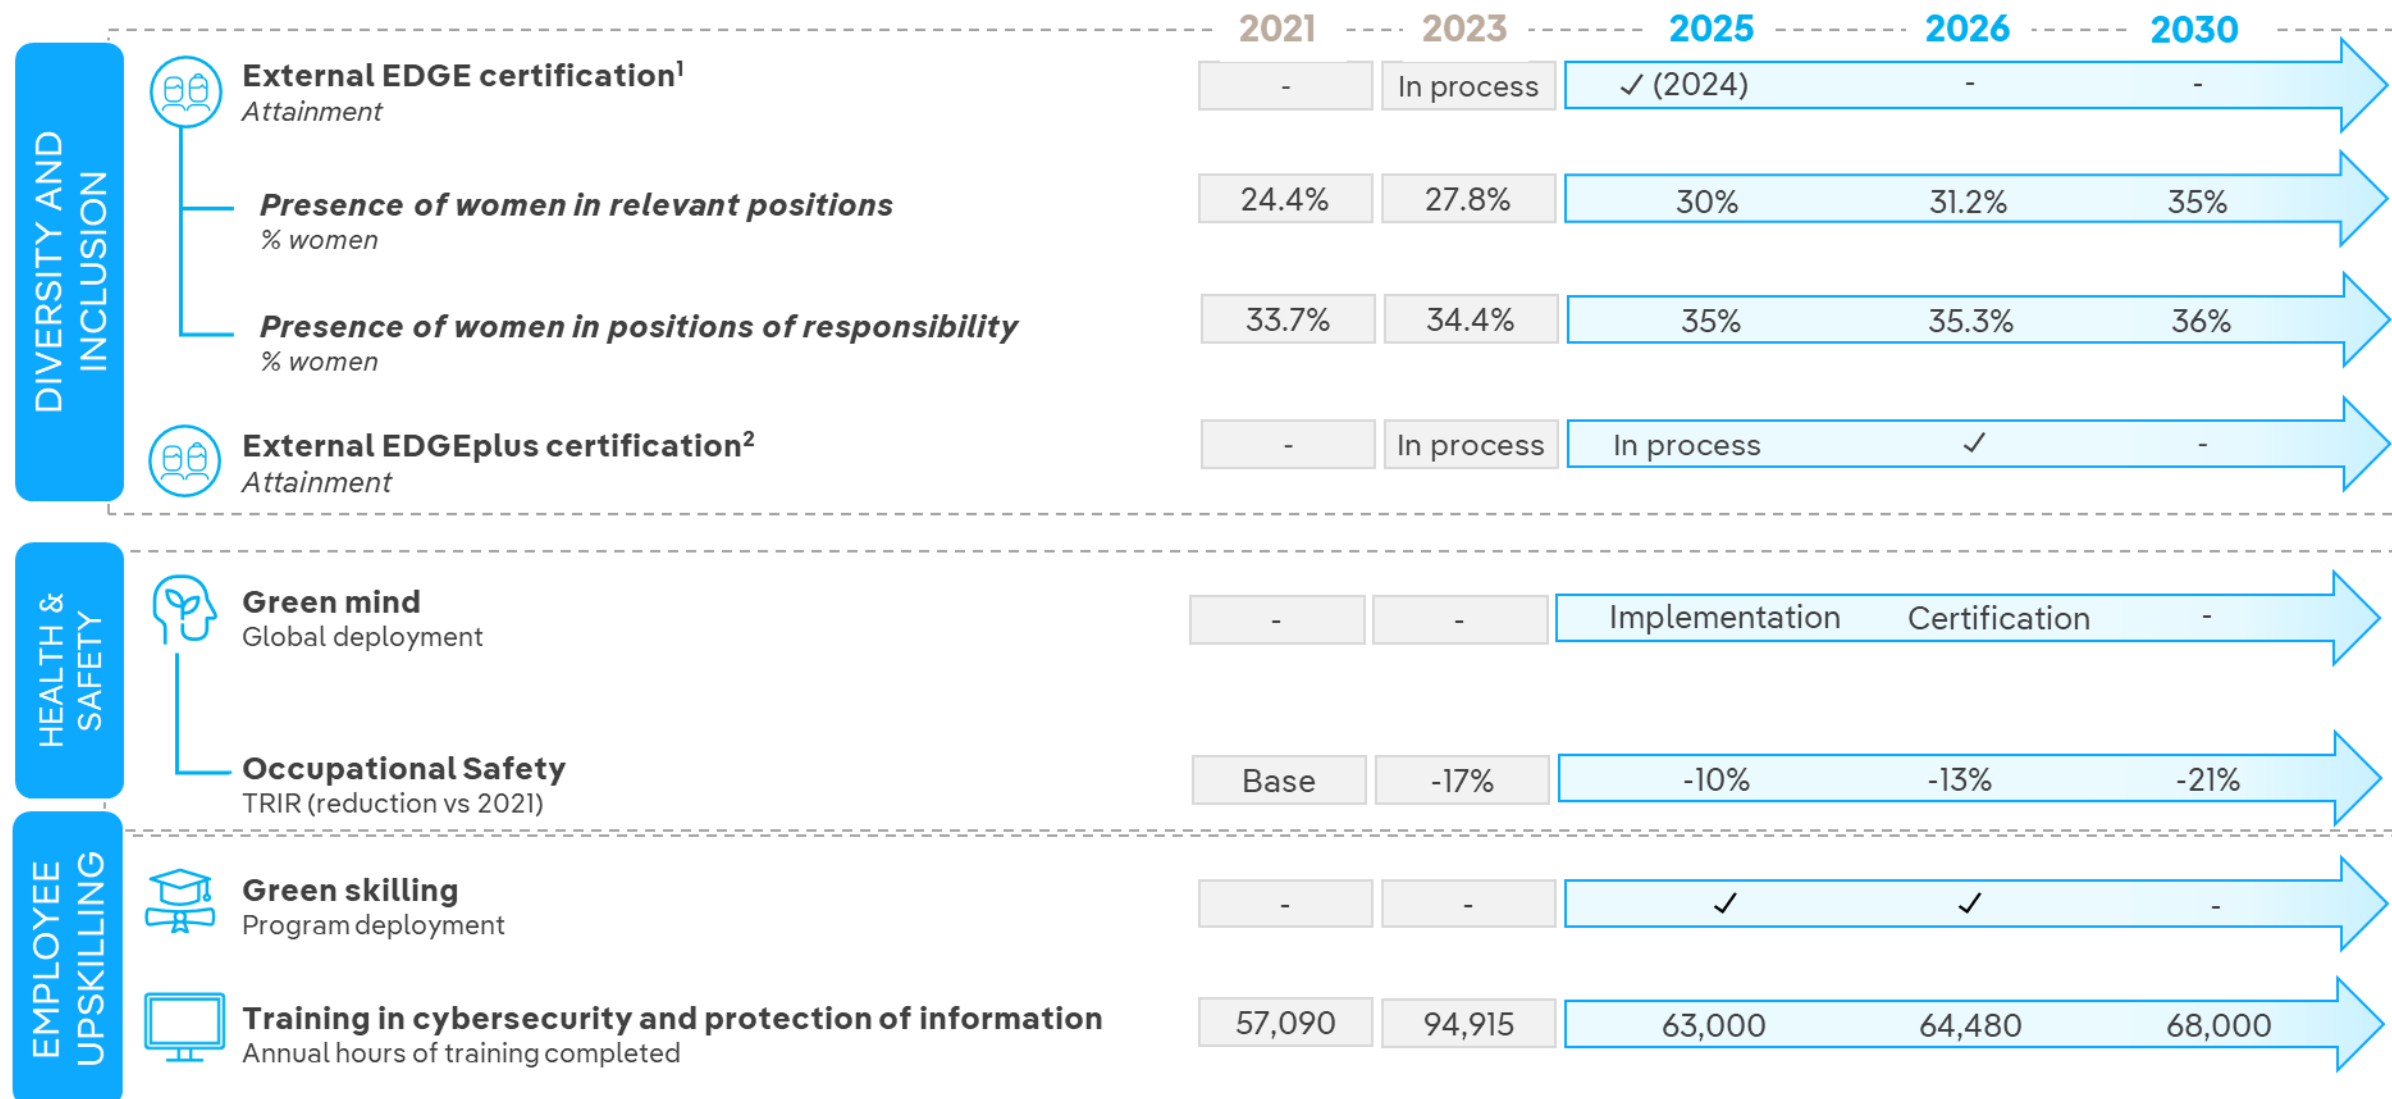 2021 2023 2025 2026 2030
DIVERSITY AND
INCLUSION
External EDGE certification¹
Attainment
- In process ✓ (2024) - -
Presence of women in relevant positions
% women
24.4% 27.8% 30% 31.2% 35%
Presence of women in positions of responsibility
% women
33.7% 34.4% 35% 35.3% 36%
External EDGEplus certification²
Attainment
- In process In process ✓ -
HEALTH &
SAFETY
Green mind
Global deployment
- - Implementation Certification -
Occupational Safety
TRIR (reduction vs 2021)
Base -17% -10% -13% -21%
EMPLOYEE
UPSKILLING
Green skilling
Program deployment
- - ✓ ✓ -
Training in cybersecurity and protection of information
Annual hours of training completed
57,090 94,915 63,000 64,480 68,000